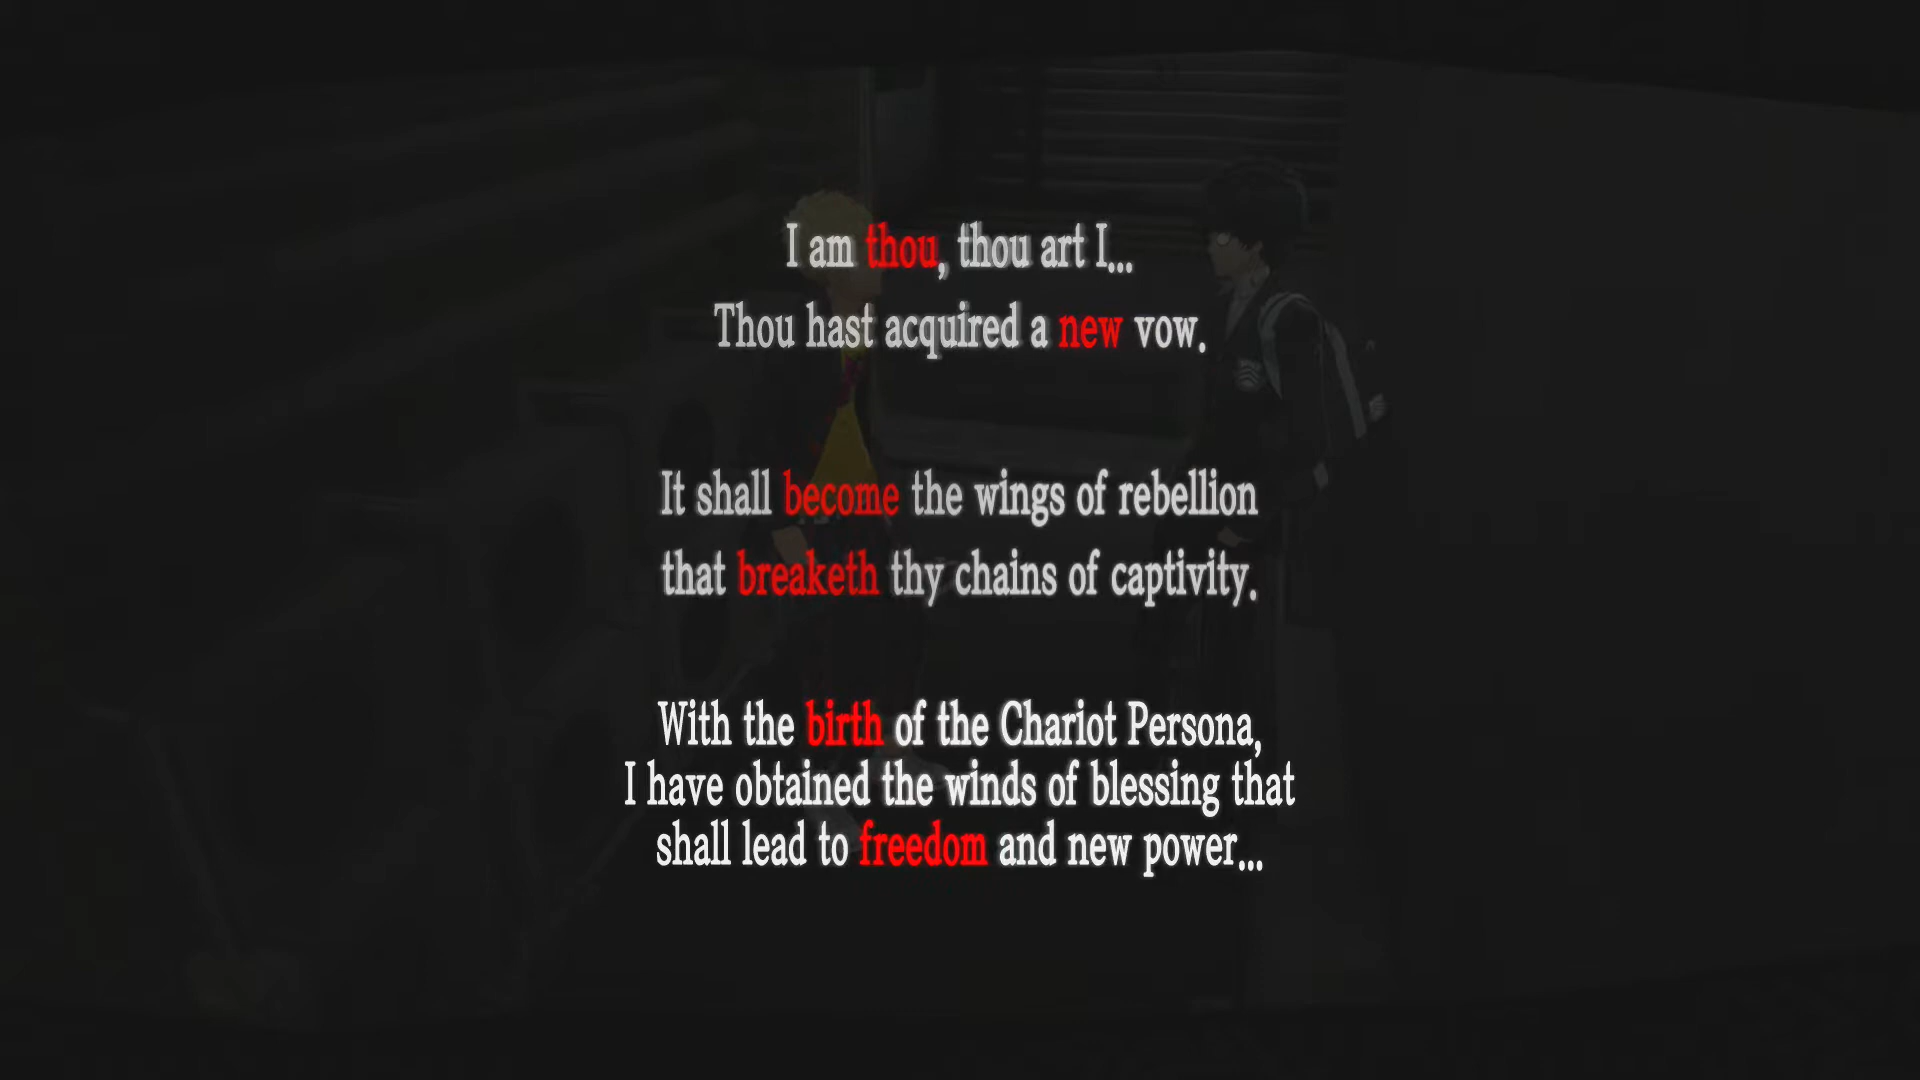 I am thou, thou art I...
Thou hast acquired a new vow.
It shall become the wings of rebellion
that breaketh thy chains of captivity.
With the birth of the Chariot Persona,
I have obtained the winds of blessing that
shall lead to freedom and new power...